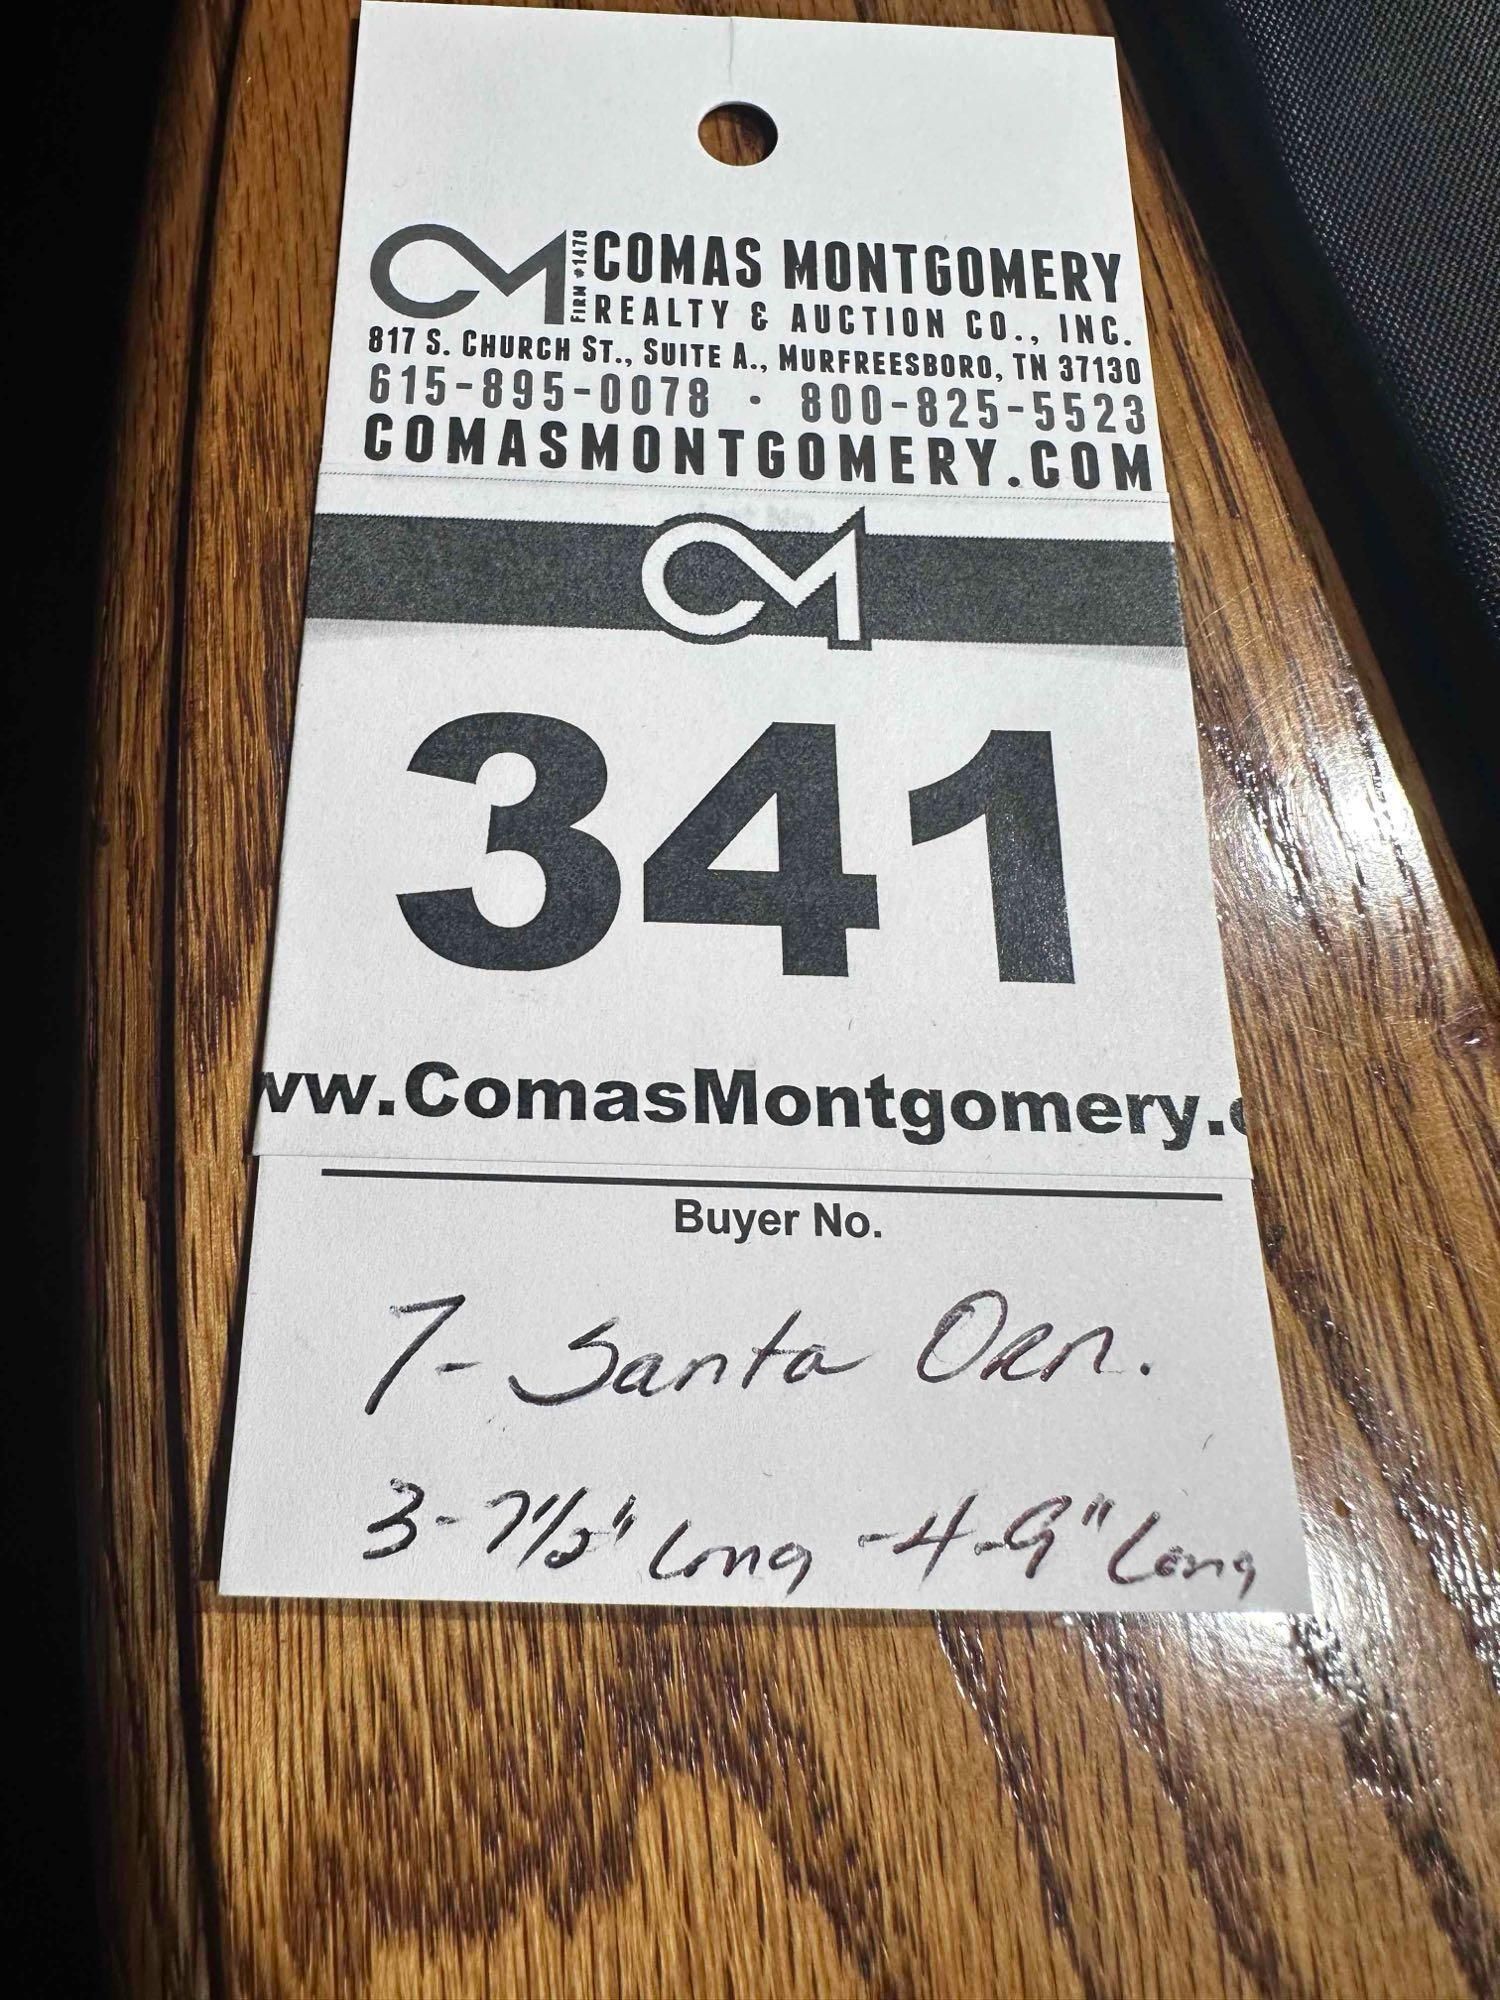 CM FIRM #1478 COMAS MONTGOMERY
REALTY & AUCTION CO., INC.
817 S. CHURCH ST., SUITE A., MURFREESBORO, TN 37130
615-895-0078 · 800-825-5523
COMASMONTGOMERY.COM
CM
341
ww.ComasMontgomery.c
Buyer No.
7- Santa Orn.
3-7½" Long -4-9" Long